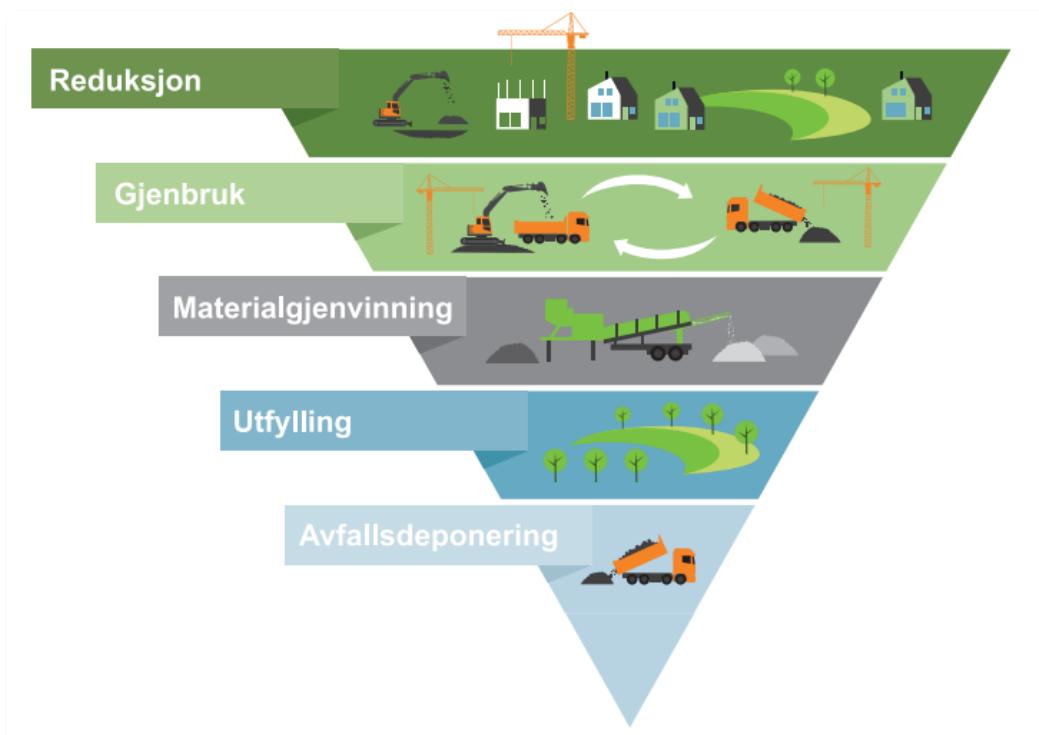 Reduksjon
Gjenbruk
Materialgjenvinning
Utfylling
Avfallsdeponering